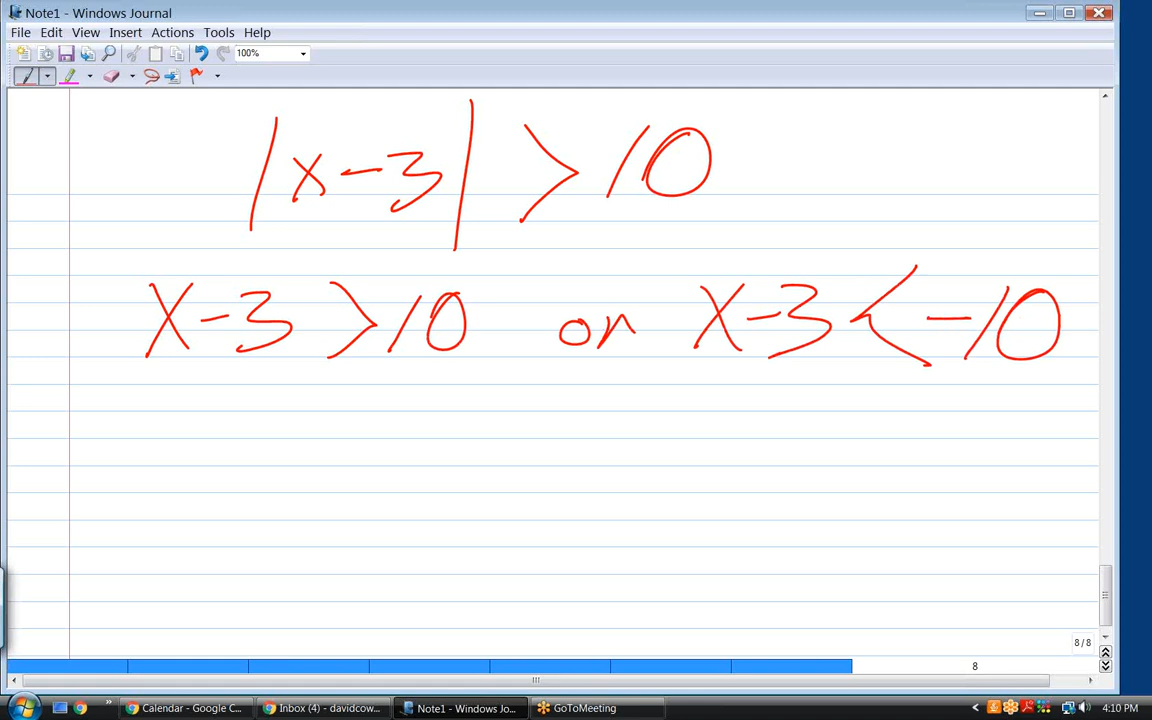 Note1 - Windows Journal
File Edit View Insert Actions Tools Help
100%
|x-3| >10
X-3 >10 or X-3 < -10
8/8
8
Calendar - Google C... Inbox (4) - davidcow... Note1 - Windows Jo... GoToMeeting 4:10 PM